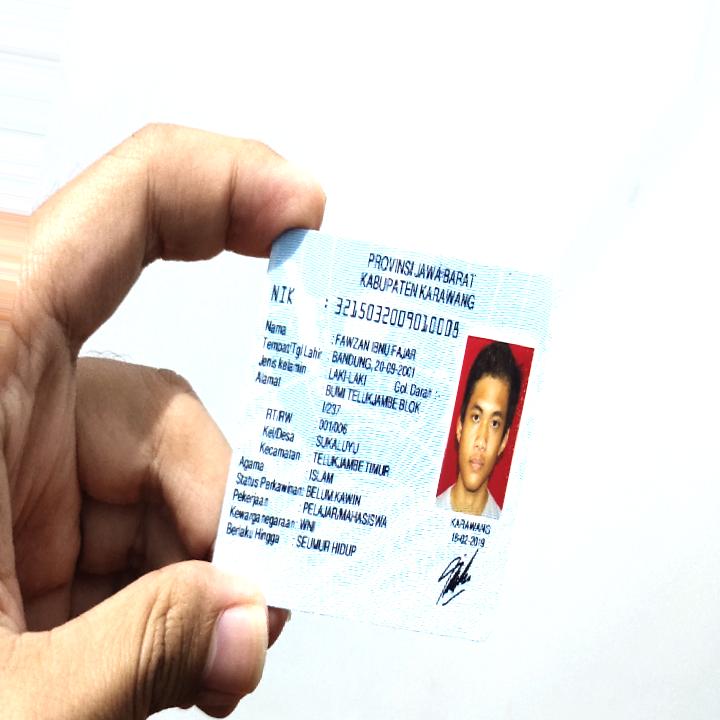 PROVINSI JAWA BARAT
KABUPATEN KARAWANG
NIK : 3215032009010005
Nama : FAWZAN IBNU FAJAR
Tempat/Tgl Lahir : BANDUNG, 20-09-2001
Jenis kelamin LAKI-LAKI Gol. Darah :-
Alamat BUMI TELUKJAMBE BLOK
I/237
RT/RW 001/006
Kel/Desa : SUKALUYU
Kecamatan : TELUKJAMBE TIMUR
Agama : ISLAM
Status Perkawinan: BELUM KAWIN
Pekerjaan : PELAJAR/MAHASISWA
Kewarganegaraan: WNI
Berlaku Hingga : SEUMUR HIDUP
KARAWANG
18-02-2019